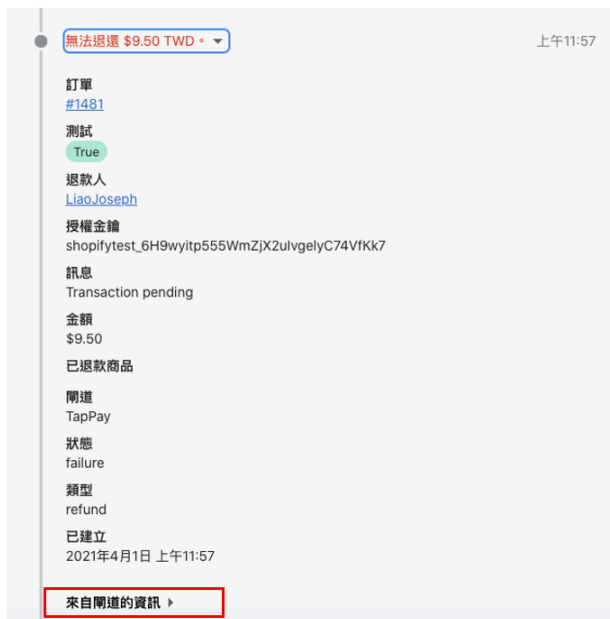 無法退還 $9.50 TWD。
上午11:57
訂單
#1481
測試
True
退款人
LiaoJoseph
授權金鑰
shopifytest_6H9wyitp555WmZjX2ulvgelyC74VfKk7
訊息
Transaction pending
金額
$9.50
已退款商品
閘道
TapPay
狀態
failure
類型
refund
已建立
2021年4月1日 上午11:57
來自閘道的資訊